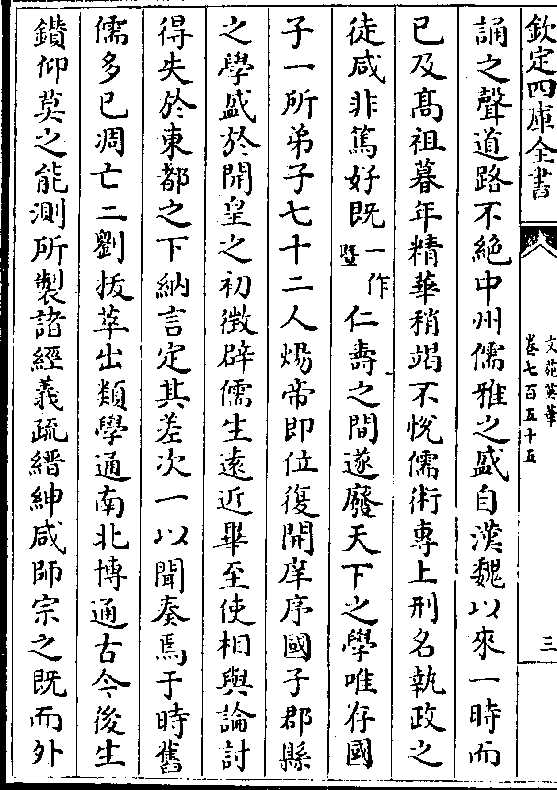 欽定四庫全書
文苑英華
卷七百五十五
三
誦之聲道路不絶中州儒雅之盛自漢魏以來一時而
已及髙祖暮年精華稍竭不恱儒術專上刑名執政之
徒咸非篤好既一作暨仁夀之間遂廢天下之學唯存國
子一所弟子七十二人煬帝即位復開庠序國子郡縣
之學盛於開皇之初徴辟儒生遠近畢至使相與論討
得失於東都之下納言定其差次一以聞奏焉于時舊
儒多已凋亡二劉拔萃出類學通南北博通古今後生
鑚仰莫之能測所製諸經義疏縉紳咸師宗之既而外